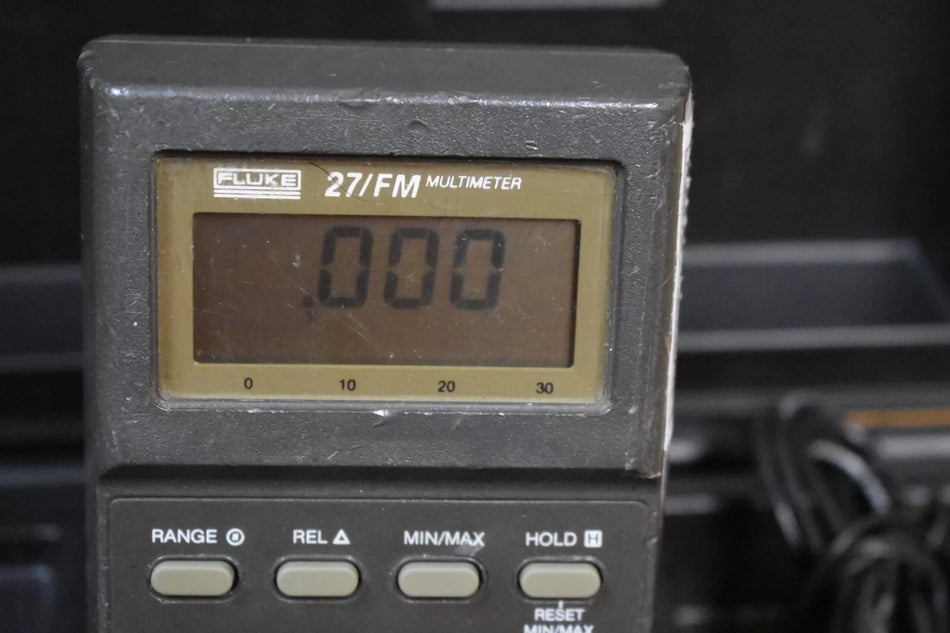 FLUKE 27/FM MULTIMETER
.000
0 10 20 30
RANGE REL △ MIN/MAX HOLD H
RESET
MIN/MAX